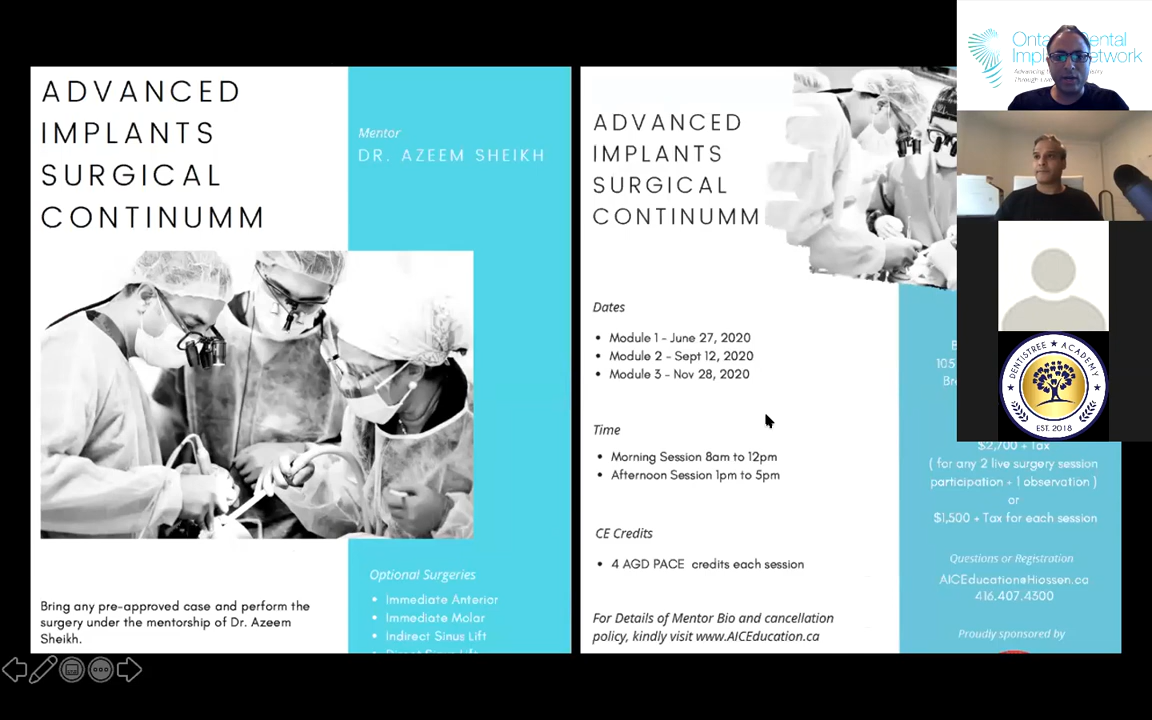 ADVANCED
IMPLANTS
SURGICAL
CONTINUMM
Mentor
DR. AZEEM SHEIKH
Bring any pre-approved case and perform the
surgery under the mentorship of Dr. Azeem
Sheikh.
Optional Surgeries
• Immediate Anterior
• Immediate Molar
• Indirect Sinus Lift
ADVANCED
IMPLANTS
SURGICAL
CONTINUMM
Dates
• Module 1 - June 27, 2020
• Module 2 - Sept 12, 2020
• Module 3 - Nov 28, 2020
Time
• Morning Session 8am to 12pm
• Afternoon Session 1pm to 5pm
CE Credits
• 4 AGD PACE credits each session
For Details of Mentor Bio and cancellation
policy, kindly visit www.AICEducation.ca
$2,700 + Tax
( for any 2 live surgery session
participation + 1 observation )
or
$1,500 + Tax for each session
Questions or Registration
AICEducation@Hiossen.ca
416.407.4300
Proudly sponsored by
DENTISTREE ★ ACADEMY
EST. 2018